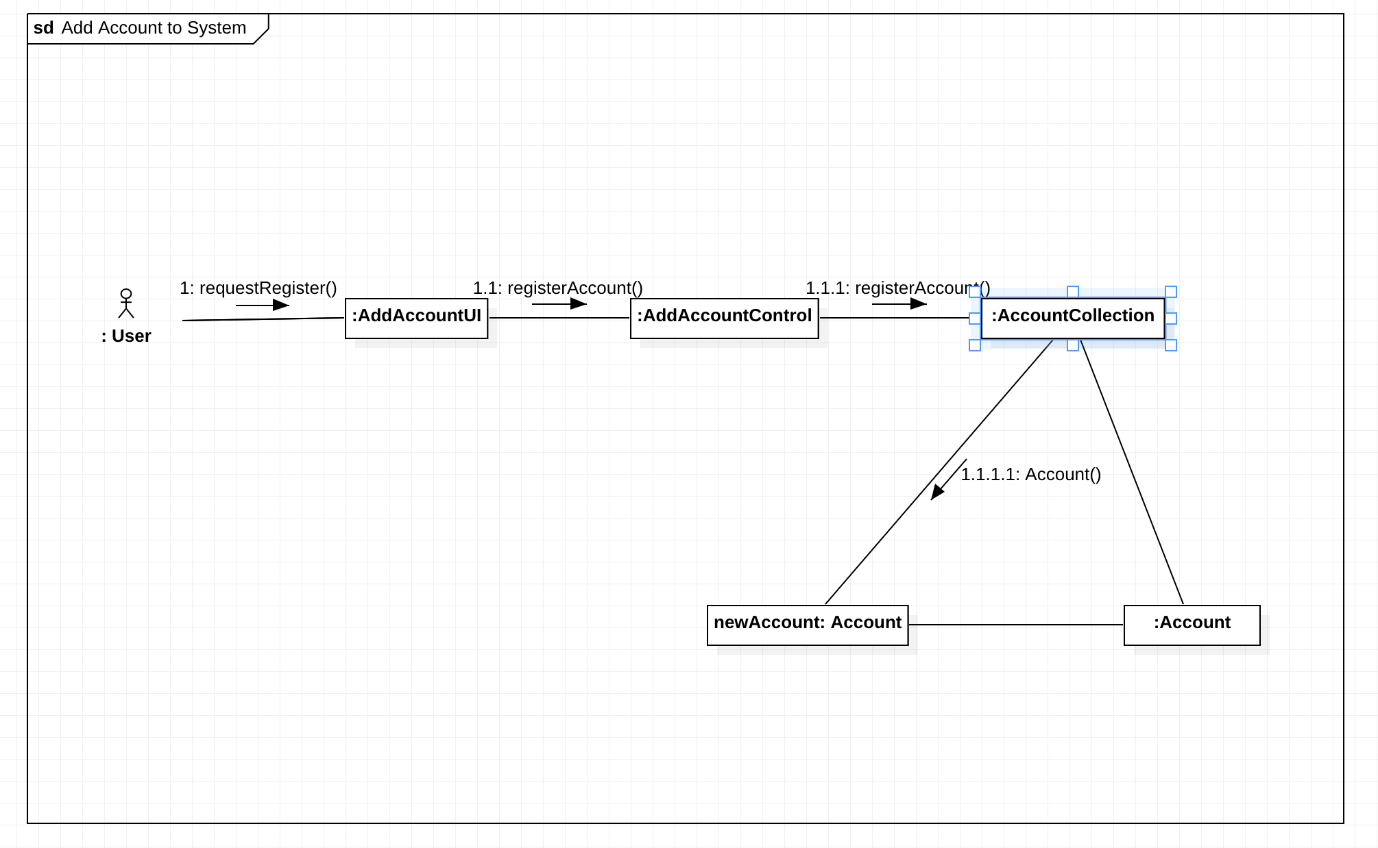 sd Add Account to System
1: requestRegister()
1.1: registerAccount()
1.1.1: registerAccount()
: User
:AddAccountUI
:AddAccountControl
:AccountCollection
1.1.1.1: Account()
newAccount: Account
:Account